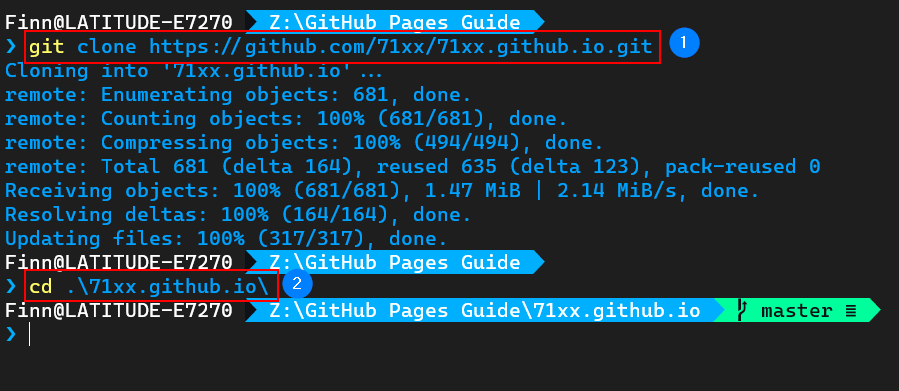 Finn@LATITUDE-E7270 Z:\GitHub Pages Guide
❯ git clone https://github.com/71xx/71xx.github.io.git 1
Cloning into '71xx.github.io'...
remote: Enumerating objects: 681, done.
remote: Counting objects: 100% (681/681), done.
remote: Compressing objects: 100% (494/494), done.
remote: Total 681 (delta 164), reused 635 (delta 123), pack-reused 0
Receiving objects: 100% (681/681), 1.47 MiB | 2.14 MiB/s, done.
Resolving deltas: 100% (164/164), done.
Updating files: 100% (317/317), done.
Finn@LATITUDE-E7270 Z:\GitHub Pages Guide
❯ cd .\71xx.github.io\ 2
Finn@LATITUDE-E7270 Z:\GitHub Pages Guide\71xx.github.io master ≡
❯